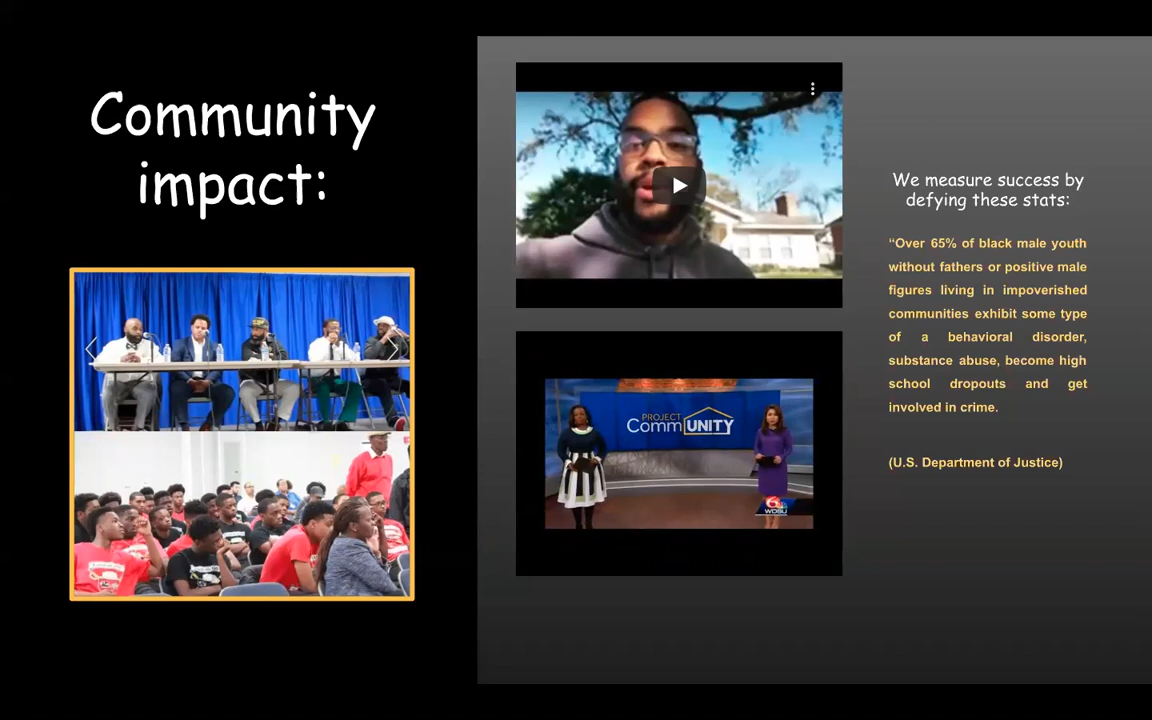 Community
impact:
We measure success by
defying these stats:
“Over 65% of black male youth
without fathers or positive male
figures living in impoverished
communities exhibit some type
of a behavioral disorder,
substance abuse, become high
school dropouts and get
involved in crime.
(U.S. Department of Justice)
PROJECT
CommUNITY
6
WDSU